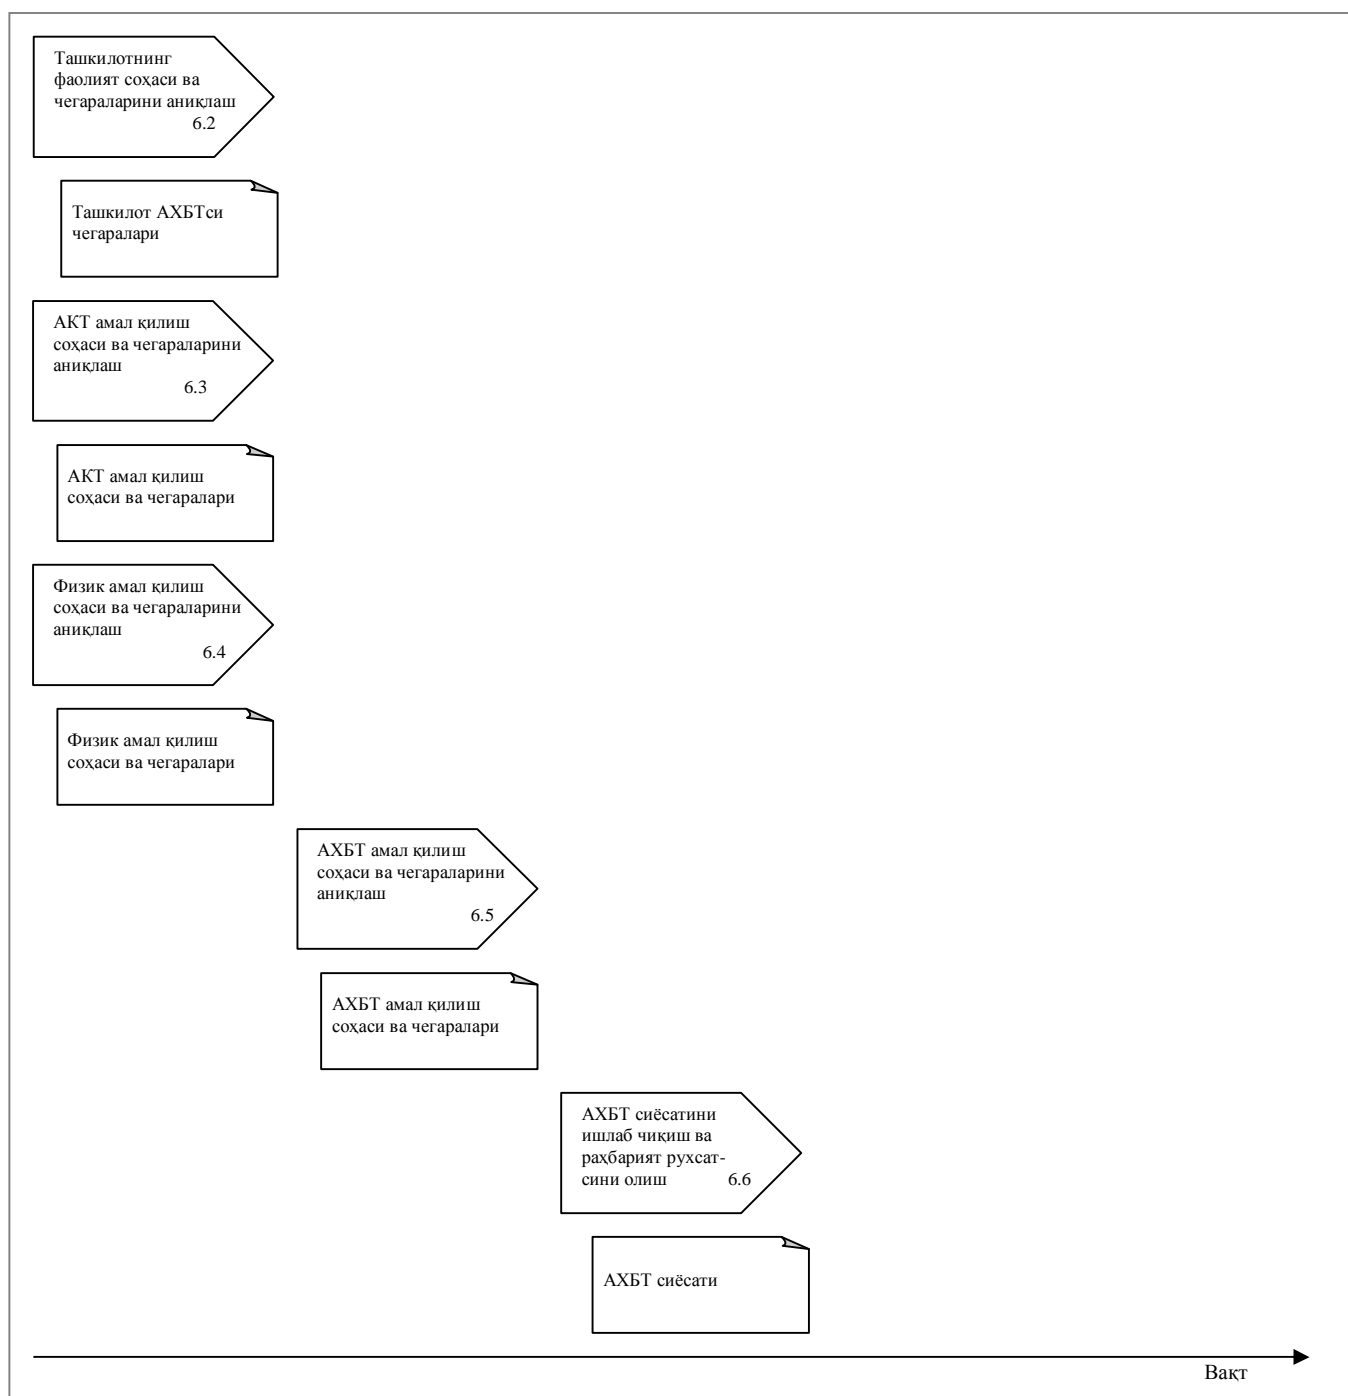 Ташкилотнинг
фаолият соҳаси ва
чегараларини аниқлаш
6.2
Ташкилот АХБТси
чегаралари
АКТ амал қилиш
соҳаси ва чегараларини
аниқлаш
6.3
АКТ амал қилиш
соҳаси ва чегаралари
Физик амал қилиш
соҳаси ва чегараларини
аниқлаш
6.4
Физик амал қилиш
соҳаси ва чегаралари
АХБТ амал қилиш
соҳаси ва чегараларини
аниқлаш
6.5
АХБТ амал қилиш
соҳаси ва чегаралари
АХБТ сиёсатини
ишлаб чиқиш ва
раҳбарият рухсат-
сини олиш 6.6
АХБТ сиёсати
Вақт